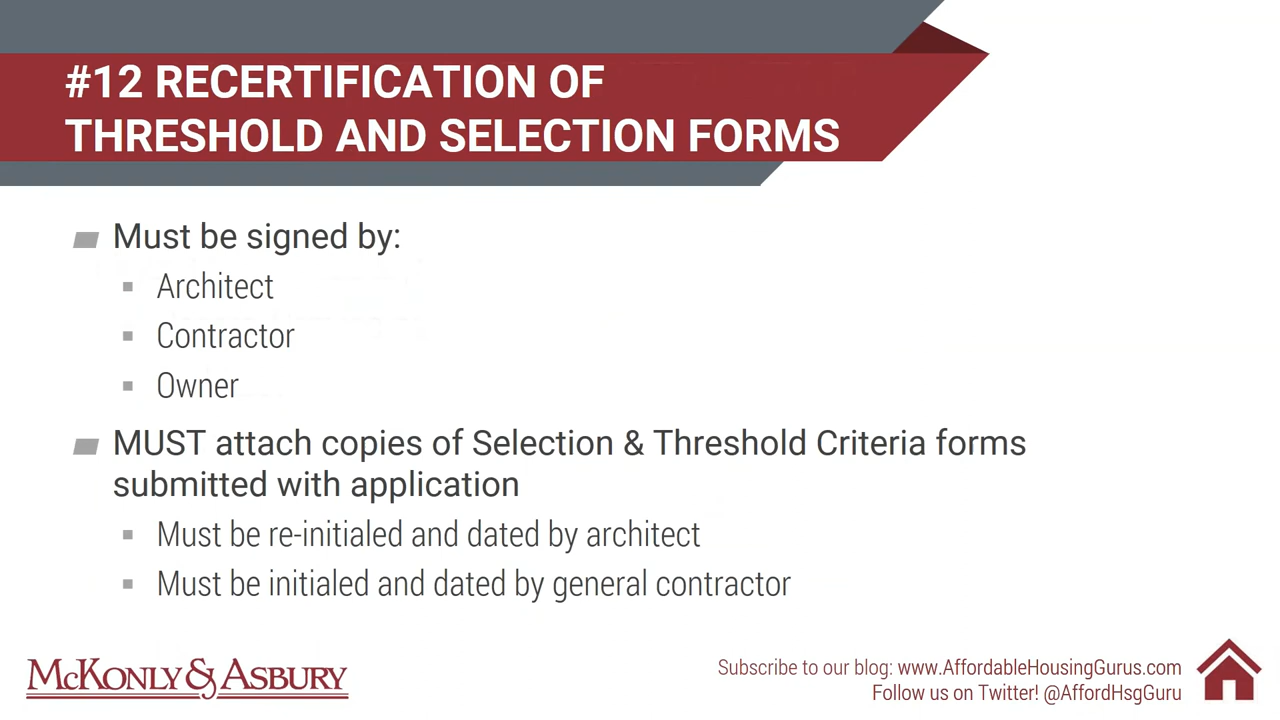 #12 RECERTIFICATION OF
THRESHOLD AND SELECTION FORMS
Must be signed by:
Architect
Contractor
Owner
MUST attach copies of Selection & Threshold Criteria forms
submitted with application
Must be re-initialed and dated by architect
Must be initialed and dated by general contractor
McKonly & Asbury
Subscribe to our blog: www.AffordableHousingGurus.com
Follow us on Twitter! @AffordHsgGuru